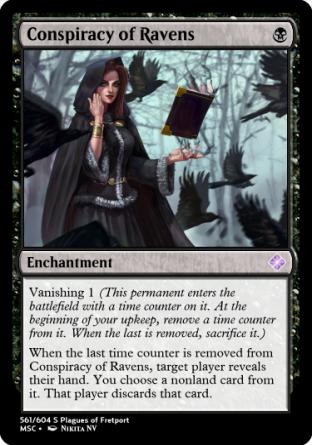 Conspiracy of Ravens
Enchantment
Vanishing 1 (This permanent enters the
battlefield with a time counter on it. At the
beginning of your upkeep, remove a time counter
from it. When the last is removed, sacrifice it.)
When the last time counter is removed from
Conspiracy of Ravens, target player reveals
their hand. You choose a nonland card from
it. That player discards that card.
561/604 S Plagues of Fretport
MSC • Nikita NV